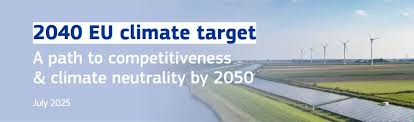 2040 EU climate target
A path to competitiveness
& climate neutrality by 2050
July 2025